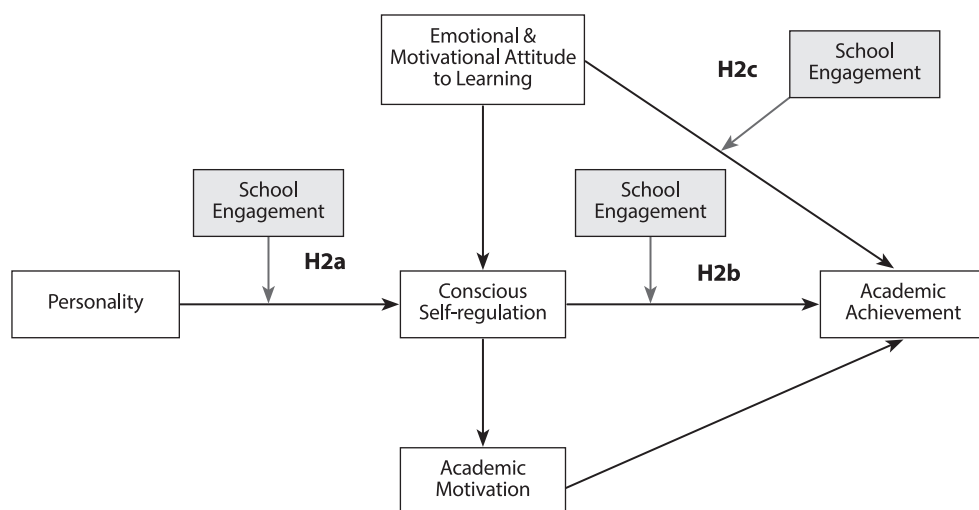 Emotional &
Motivational Attitude
to Learning
H2c
School
Engagement
School
Engagement
School
Engagement
H2a
H2b
Personality
Conscious
Self-regulation
Academic
Achievement
Academic
Motivation